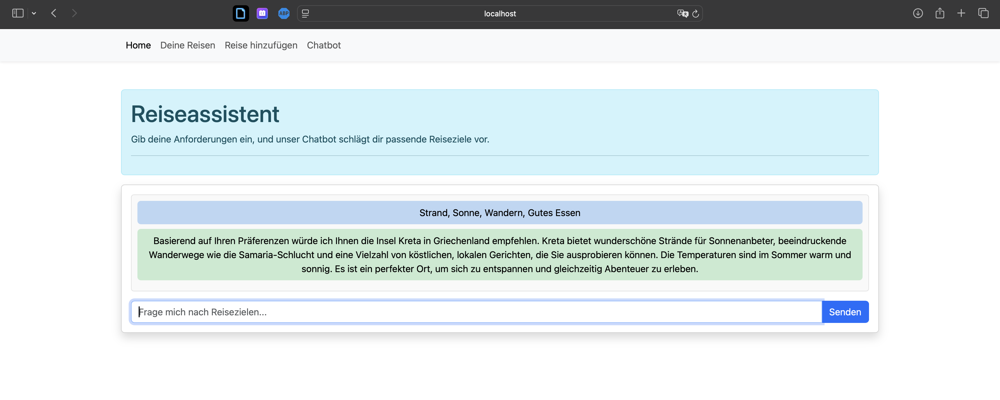 ABP
localhost
Home Deine Reisen Reise hinzufügen Chatbot
Reiseassistent
Gib deine Anforderungen ein, und unser Chatbot schlägt dir passende Reiseziele vor.
Strand, Sonne, Wandern, Gutes Essen
Basierend auf Ihren Präferenzen würde ich Ihnen die Insel Kreta in Griechenland empfehlen. Kreta bietet wunderschöne Strände für Sonnenanbeter, beeindruckende
Wanderwege wie die Samaria-Schlucht und eine Vielzahl von köstlichen, lokalen Gerichten, die Sie ausprobieren können. Die Temperaturen sind im Sommer warm und
sonnig. Es ist ein perfekter Ort, um sich zu entspannen und gleichzeitig Abenteuer zu erleben.
Frage mich nach Reisezielen... Senden